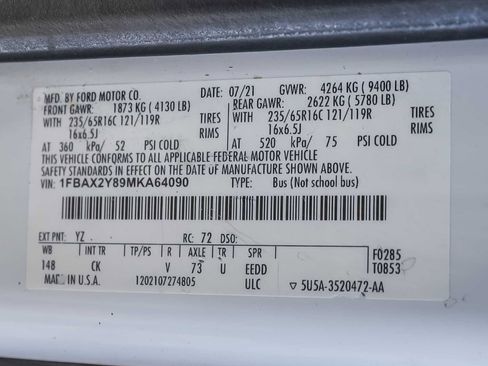 MFD. BY FORD MOTOR CO. DATE: 07/21 GVWR: 4264 KG ( 9400 LB)
FRONT GAWR: 1873 KG ( 4130 LB) REAR GAWR: 2622 KG ( 5780 LB)
WITH 235/65R16C 121/119R TIRES WITH 235/65R16C 121/119R TIRES
16x6.5J RIMS 16x6.5J RIMS
AT 360 kPa/ 52 PSI COLD AT 520 kPa/ 75 PSI COLD
THIS VEHICLE CONFORMS TO ALL APPLICABLE FEDERAL MOTOR VEHICLE
SAFETY STANDARDS IN EFFECT ON THE DATE OF MANUFACTURE SHOWN ABOVE.
VIN: 1FBAX2Y89MKA64090 TYPE: Bus (Not school bus)
EXT PNT: YZ RC: 72 DSO:
WB INT TR TP/PS R AXLE TR SPR F0285
148 CK V 73 U EEDD T0853
MADE IN U.S.A. 1202107274805 ULC 5U5A-3520472-AA